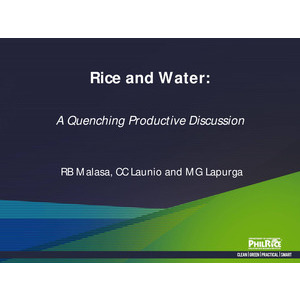 Rice and Water:
A Quenching Productive Discussion
RB Malasa, CC Launio and MG Lapurga
PHILRICE
CLEAN | GREEN | PRACTICAL | SMART